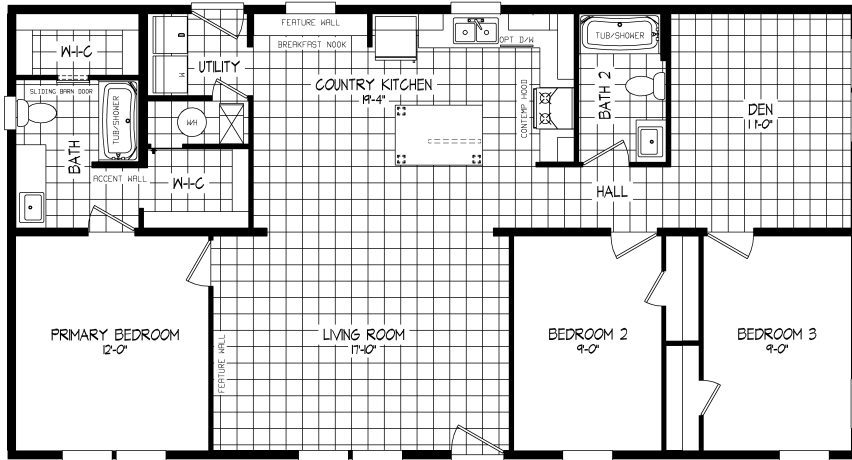 W-I-C
D
W
UTILITY
FEATURE WALL
BREAKFAST NOOK
OPT D/W
COUNTRY KITCHEN
19'-4"
CONTEMP HOOD
TUB/SHOWER
BATH 2
DEN
11'-0"
SLIDING BARN DOOR
TUB/SHOWER
BATH
W/H
ACCENT WALL
W-I-C
HALL
PRIMARY BEDROOM
12'-0"
FEATURE WALL
LIVING ROOM
17'-10"
BEDROOM 2
9'-0"
BEDROOM 3
9'-0"